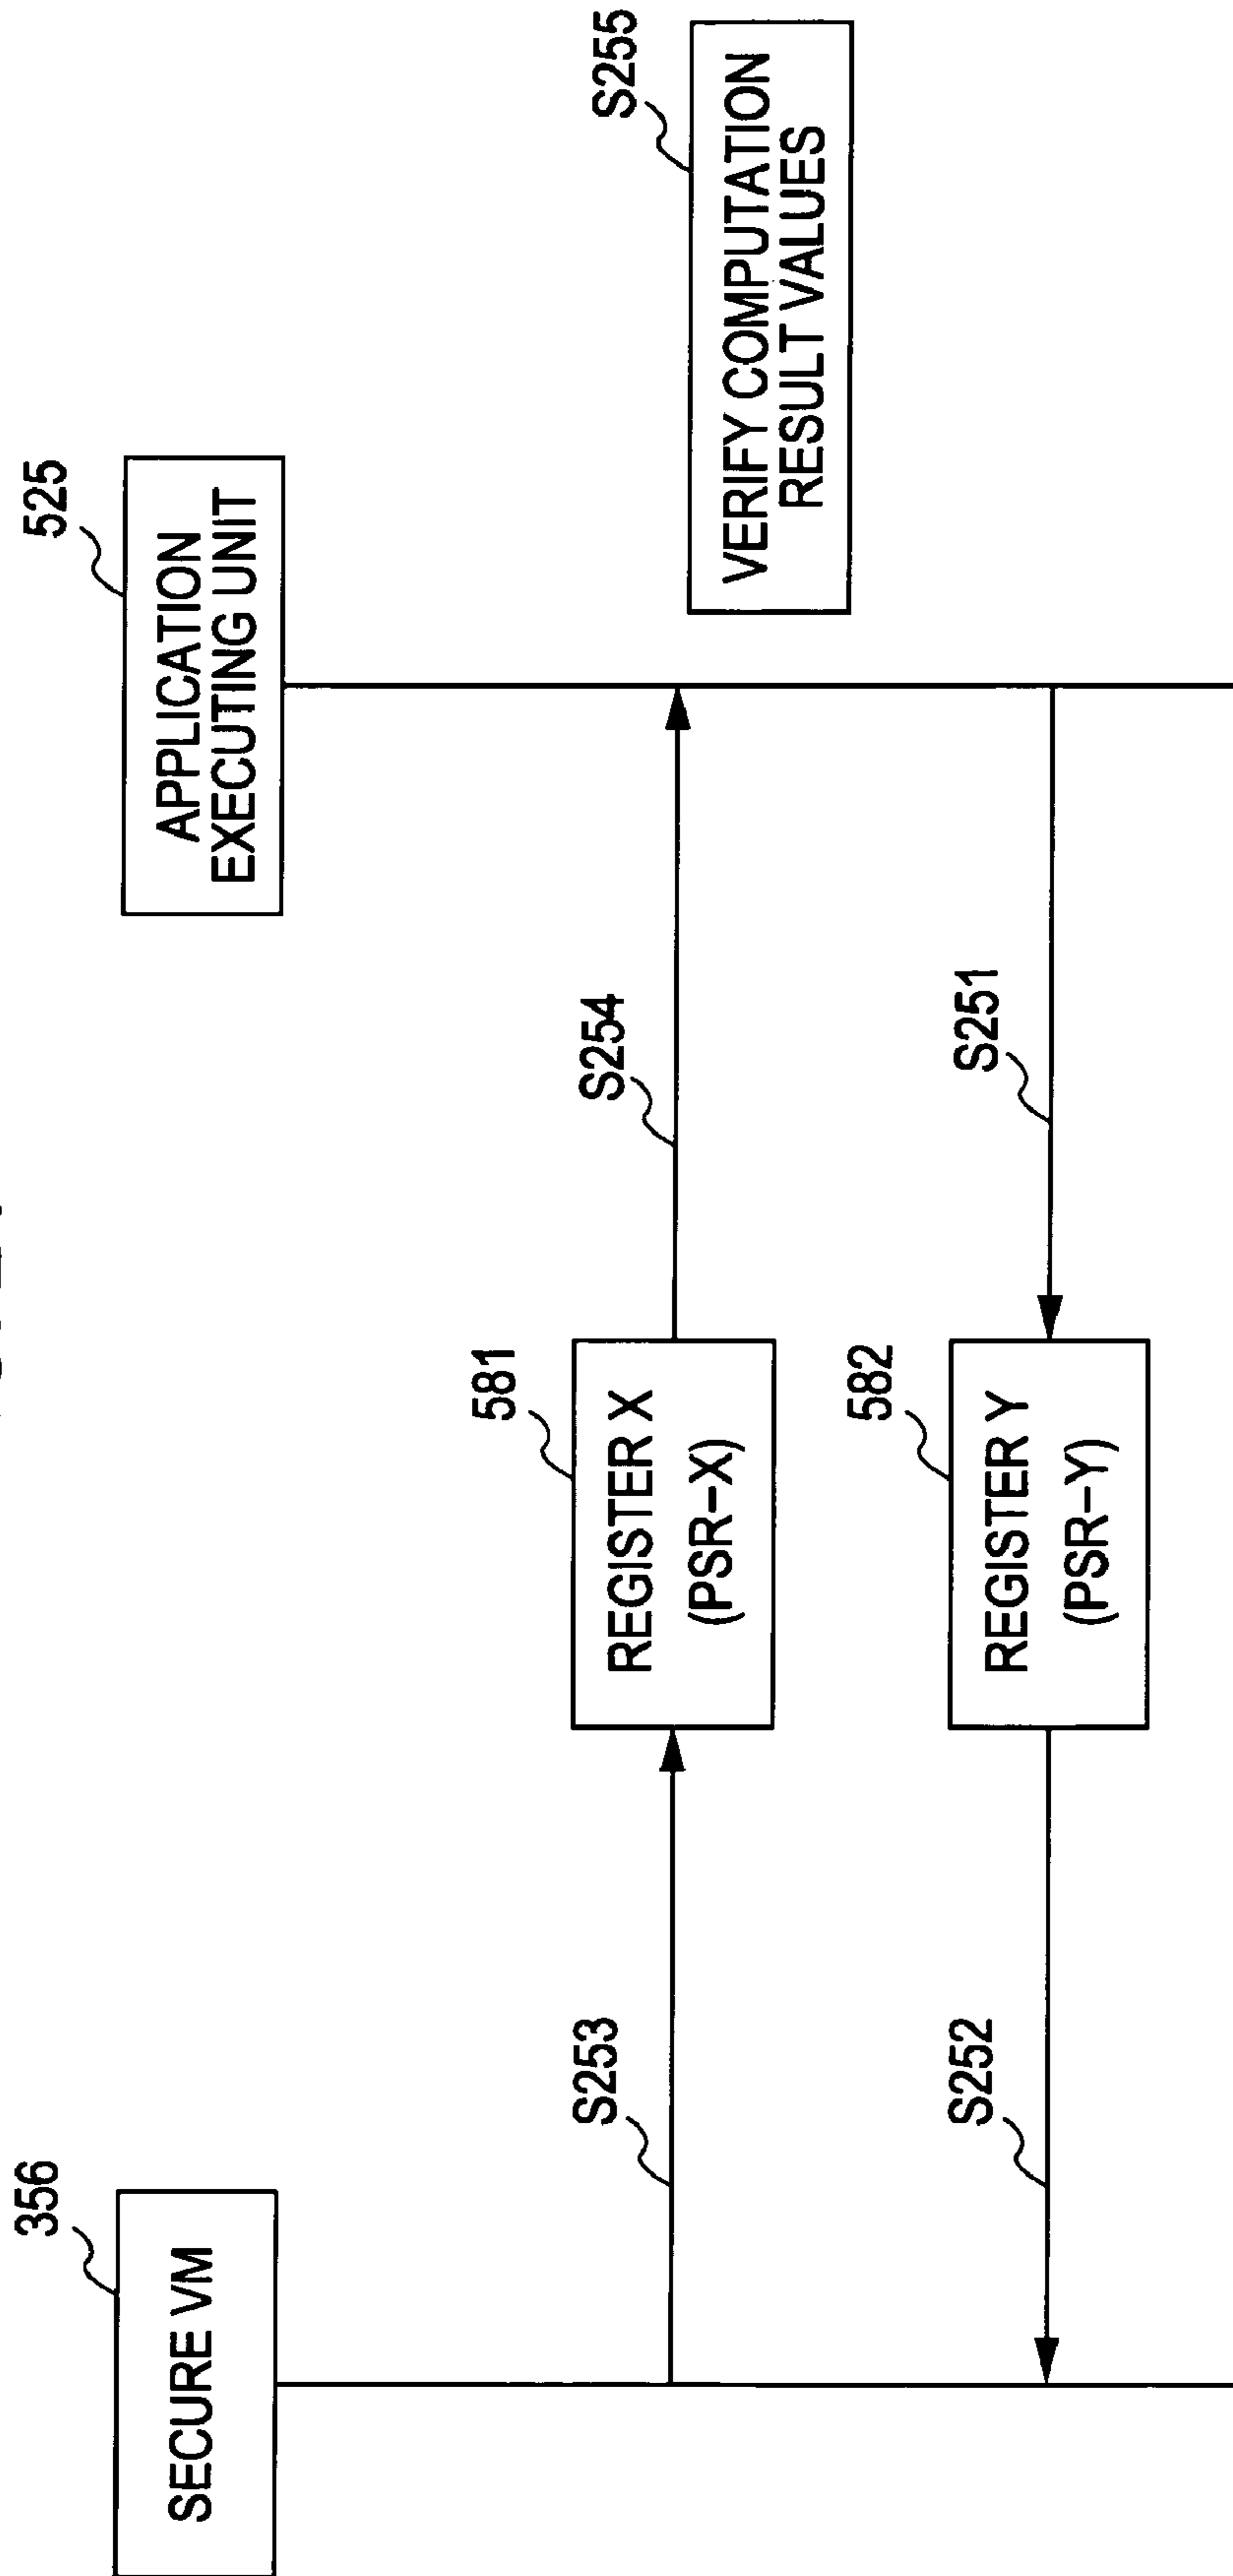 356
SECURE VM
525
APPLICATION
EXECUTING UNIT
S253
581
REGISTER X
(PSR-X)
S254
S255
VERIFY COMPUTATION
RESULT VALUES
S252
582
REGISTER Y
(PSR-Y)
S251